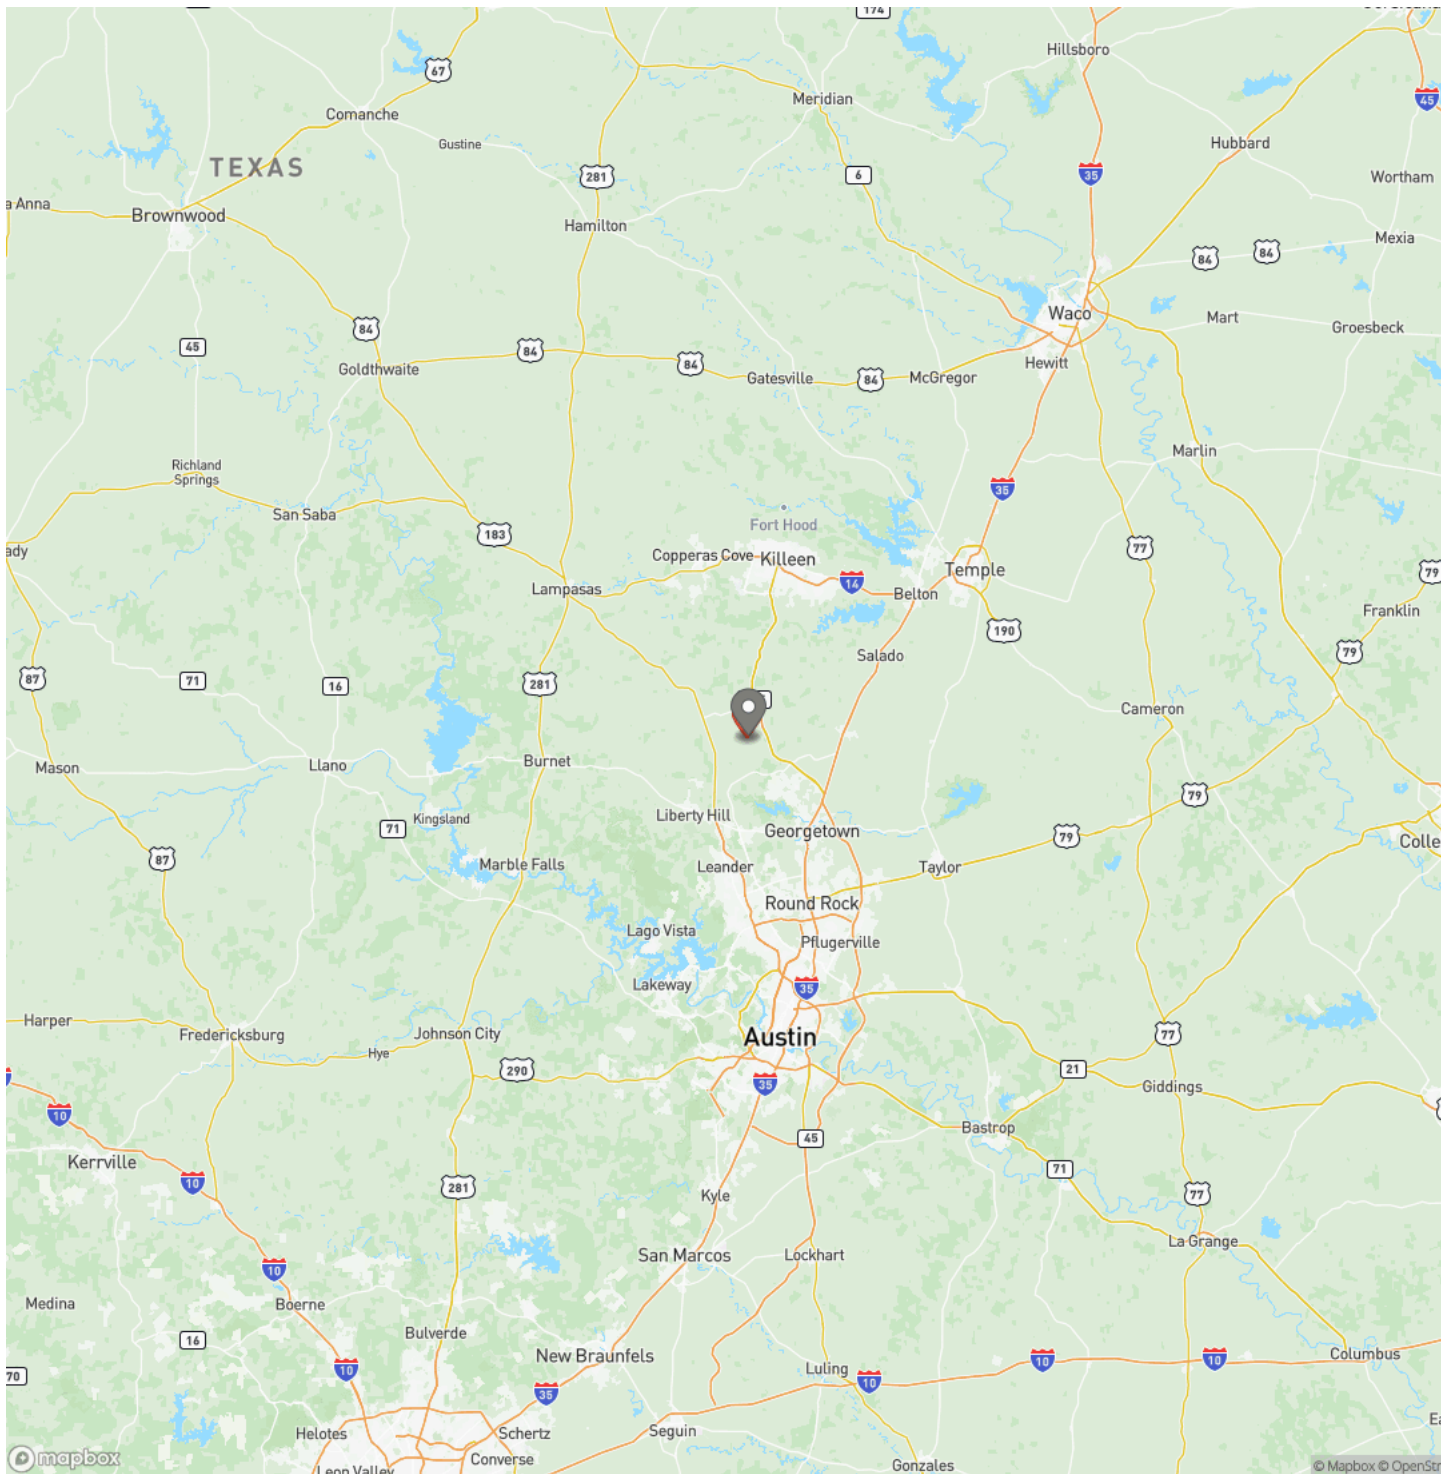 174
Hillsboro
67
Meridian
45
Comanche
Hubbard
Gustine
TEXAS
281
6
35
Wortham
a Anna
Brownwood
Hamilton
Mexia
84
84
Waco
Mart
Groesbeck
84
45
84
84
Goldthwaite
Gatesville
84
McGregor
Hewitt
Marlin
Richland
Springs
35
San Saba
Fort Hood
183
77
ady
Copperas Cove
Killeen
Temple
79
14
Lampasas
Belton
Franklin
190
Salado
79
87
71
16
281
Cameron
Mason
Llano
Burnet
79
Kingsland
71
Liberty Hill
Georgetown
79
Colle
87
Marble Falls
Leander
Taylor
Round Rock
Lago Vista
Pflugerville
Lakeway
35
Harper
Fredericksburg
Johnson City
77
Austin
Hye
290
21
35
Giddings
10
Bastrop
45
Kerrville
71
10
281
Kyle
77
La Grange
San Marcos
Lockhart
10
Medina
Boerne
16
Bulverde
New Braunfels
Columbus
10
10
10
Luling
70
35
10
Helotes
Schertz
Seguin
mapbox
Converse
Gonzales
Leon Valley
© Mapbox © OpenStr